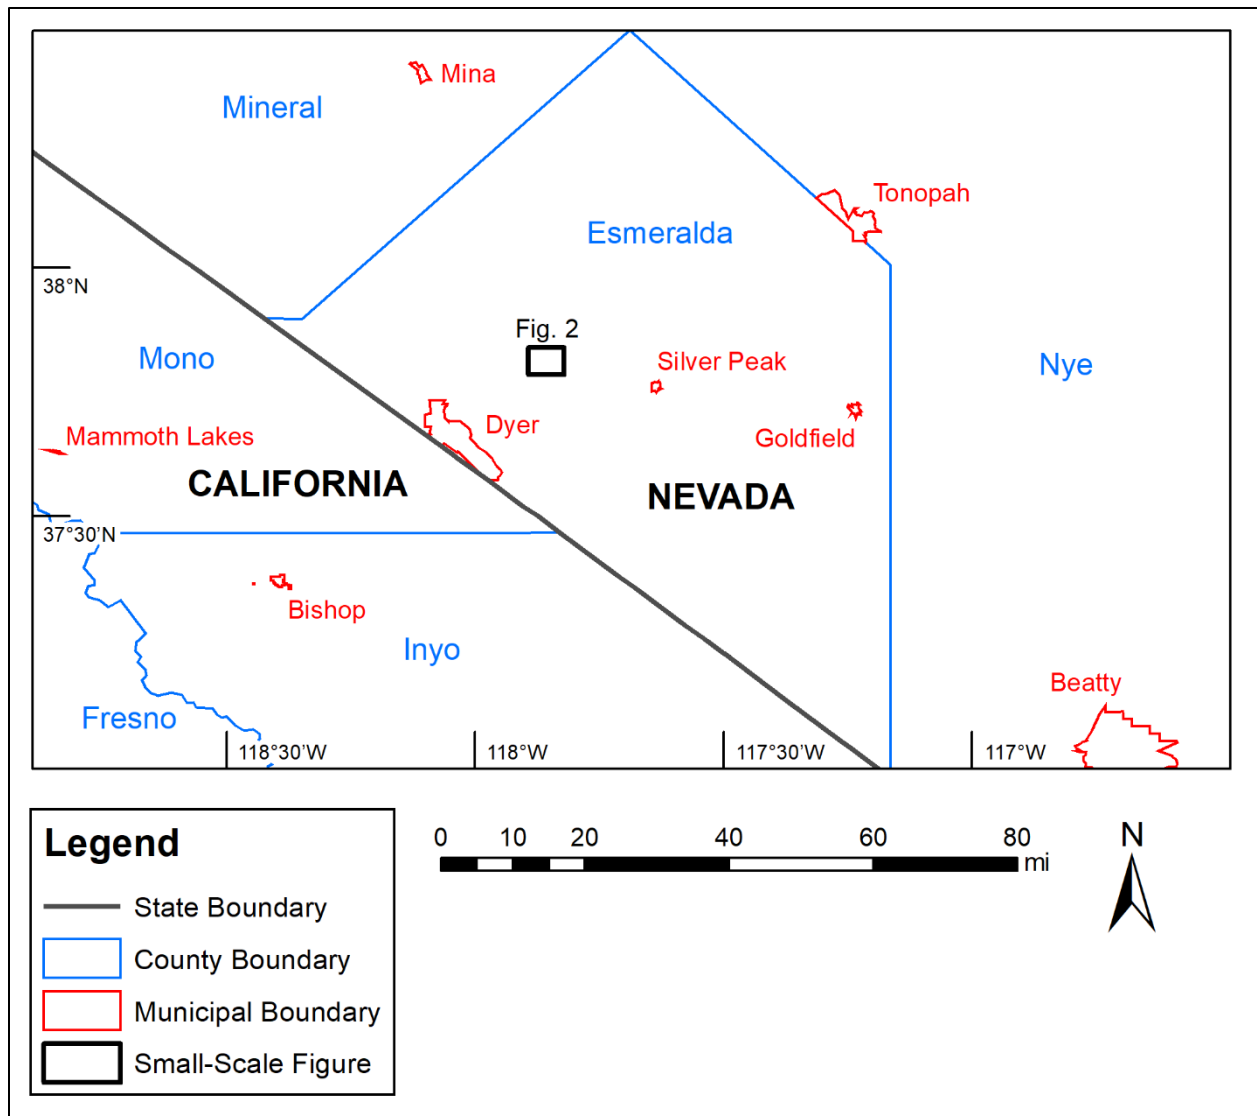 Mina
Mineral
Tonopah
Esmeralda
38°N
Fig. 2
Mono
Silver Peak
Nye
Dyer
Goldfield
Mammoth Lakes
CALIFORNIA
NEVADA
37°30'N
Bishop
Inyo
Beatty
Fresno
118°30'W
118°W
117°30'W
117°W
Legend
State Boundary
County Boundary
Municipal Boundary
Small-Scale Figure
0 10 20 40 60 80
mi
N